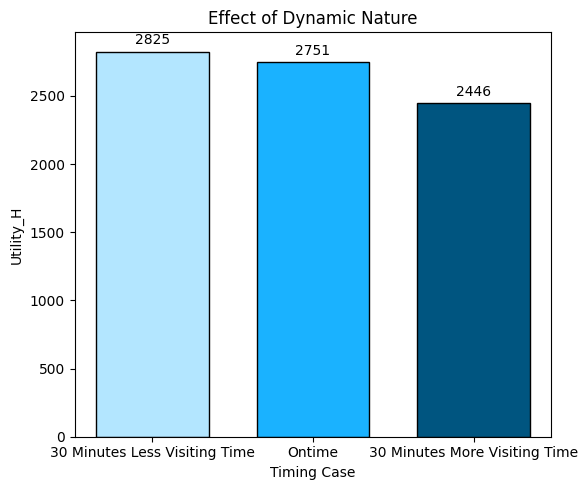 Effect of Dynamic Nature
2825
2751
2446
Utility_H
2500
2000
1500
1000
500
0
30 Minutes Less Visiting Time
Ontime
30 Minutes More Visiting Time
Timing Case